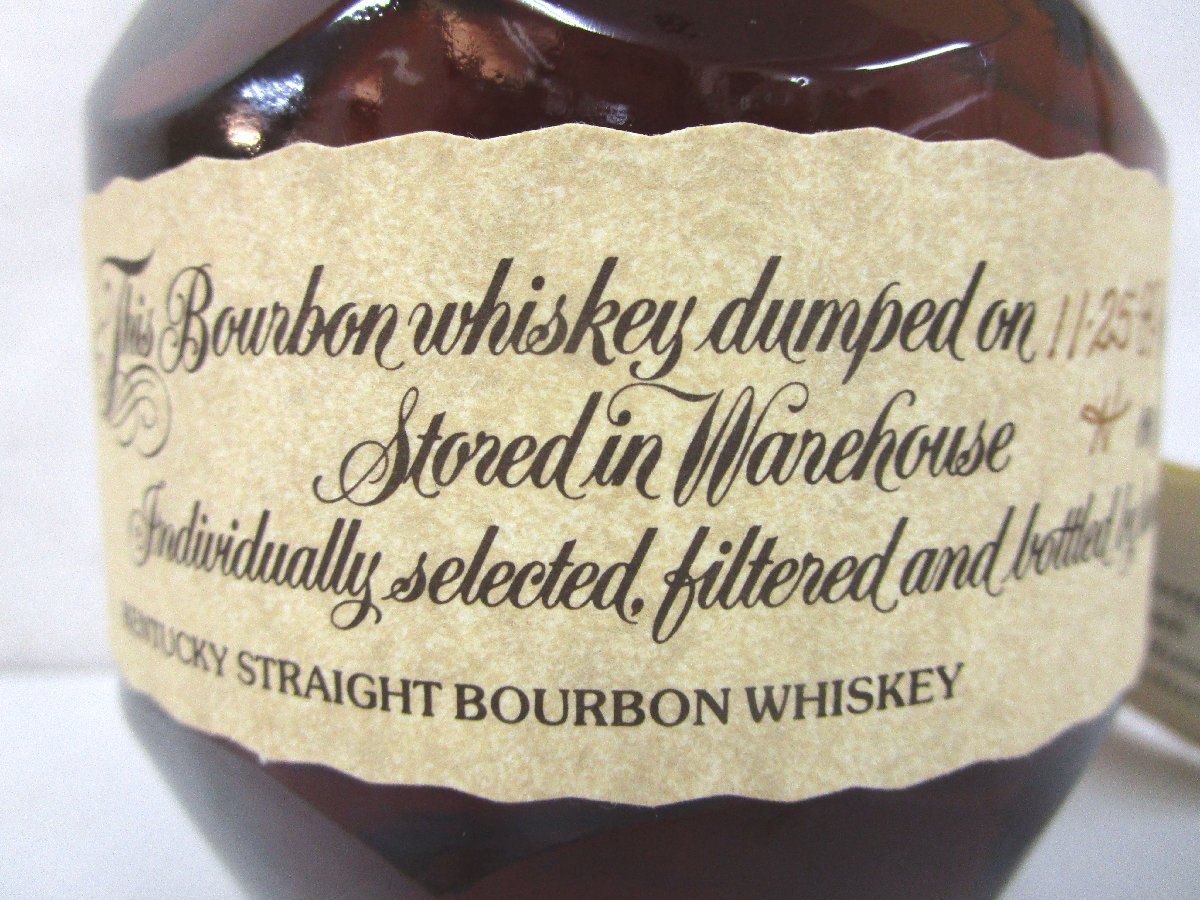 This Bourbon whiskey dumped on 11-25-
Stored in Warehouse H
Individually selected, filtered and bottled by
KENTUCKY STRAIGHT BOURBON WHISKEY